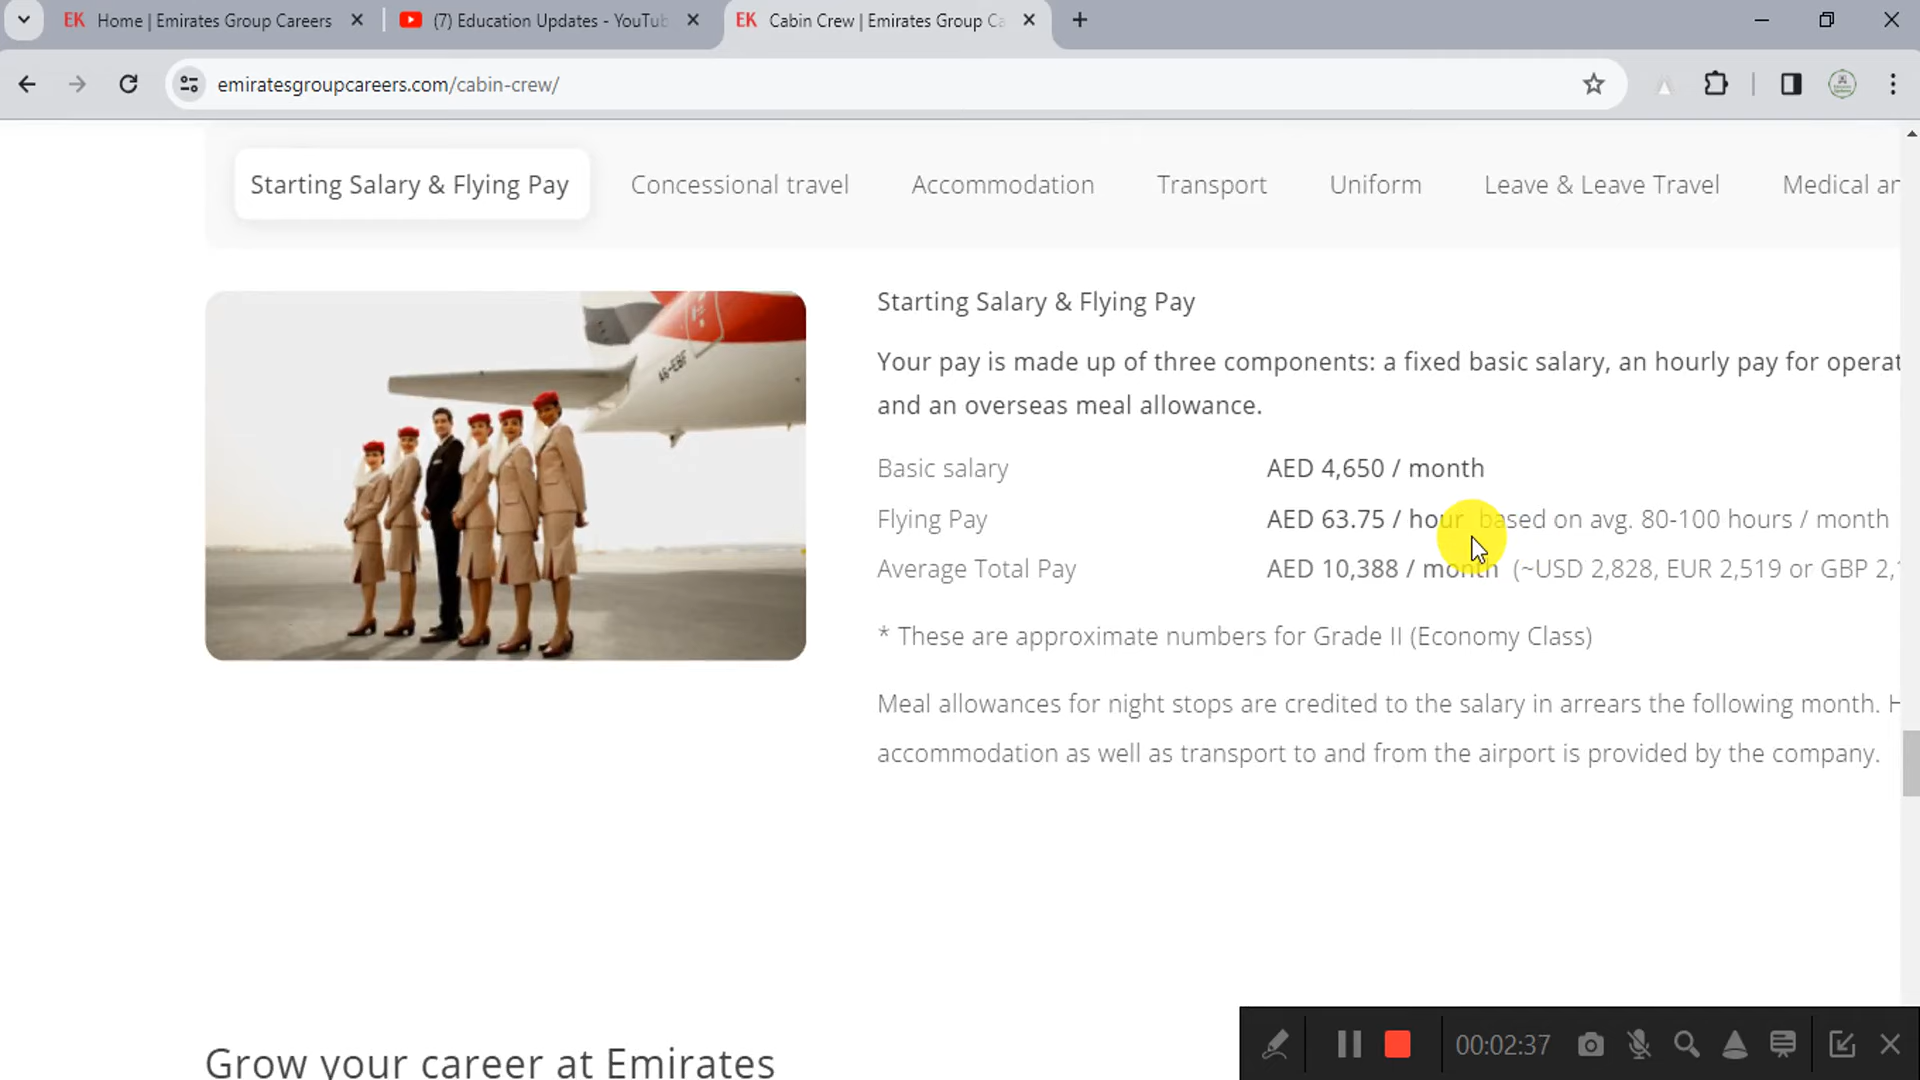 EK Home | Emirates Group Careers
(7) Education Updates - YouTub
EK Cabin Crew | Emirates Group Ca
emiratesgroupcareers.com/cabin-crew/
Starting Salary & Flying Pay
Concessional travel
Accommodation
Transport
Uniform
Leave & Leave Travel
Medical ar
A6-EBF
Starting Salary & Flying Pay
Your pay is made up of three components: a fixed basic salary, an hourly pay for operat
and an overseas meal allowance.
Basic salary AED 4,650 / month
Flying Pay AED 63.75 / hour based on avg. 80-100 hours / month
Average Total Pay AED 10,388 / month (~USD 2,828, EUR 2,519 or GBP 2,1
* These are approximate numbers for Grade II (Economy Class)
Meal allowances for night stops are credited to the salary in arrears the following month. H
accommodation as well as transport to and from the airport is provided by the company.
Grow your career at Emirates
00:02:37